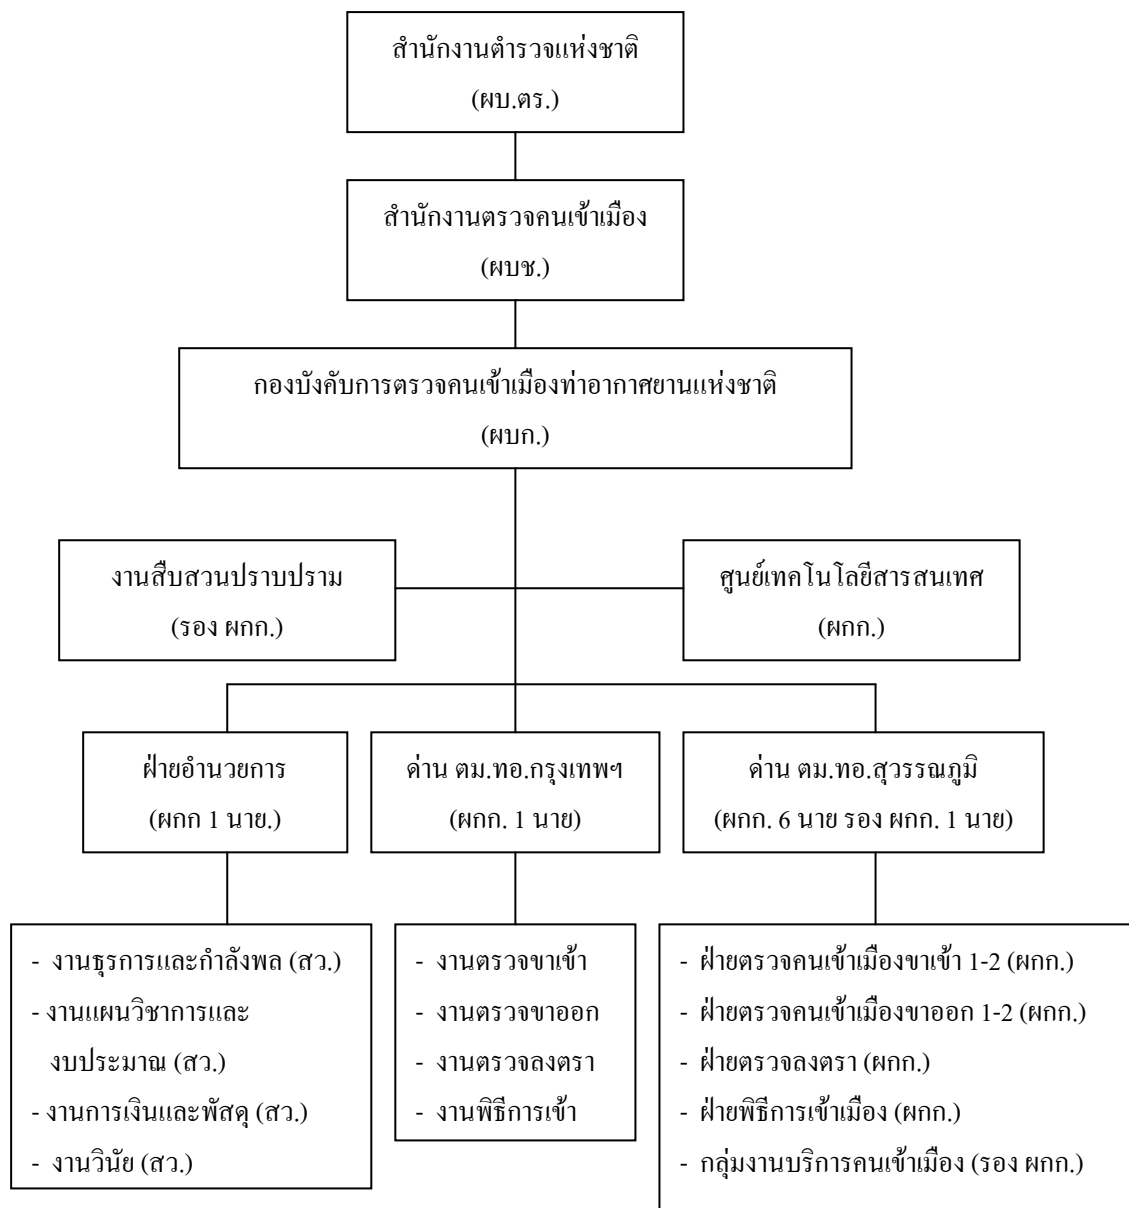 สำนักงานตำรวจแห่งชาติ
(ผบ.ตร.)
สำนักงานตรวจคนเข้าเมือง
(ผบช.)
กองบังคับการตรวจคนเข้าเมืองท่าอากาศยานแห่งชาติ
(ผบก.)
งานสืบสวนปราบปราม
(รอง ผกก.)
ศูนย์เทคโนโลยีสารสนเทศ
(ผกก.)
ฝ่ายอำนวยการ
(ผกก 1 นาย.)
ด่าน ตม.ทอ.กรุงเทพฯ
(ผกก. 1 นาย)
ด่าน ตม.ทอ.สุวรรณภูมิ
(ผกก. 6 นาย รอง ผกก. 1 นาย)
- งานธุรการและกำลังพล (สว.)
- งานแผนวิชาการและ
งบประมาณ (สว.)
- งานการเงินและพัสดุ (สว.)
- งานวินัย (สว.)
- งานตรวจขาเข้า
- งานตรวจขาออก
- งานตรวจลงตรา
- งานพิธีการเข้า
- ฝ่ายตรวจคนเข้าเมืองขาเข้า 1-2 (ผกก.)
- ฝ่ายตรวจคนเข้าเมืองขาออก 1-2 (ผกก.)
- ฝ่ายตรวจลงตรา (ผกก.)
- ฝ่ายพิธีการเข้าเมือง (ผกก.)
- กลุ่มงานบริการคนเข้าเมือง (รอง ผกก.)